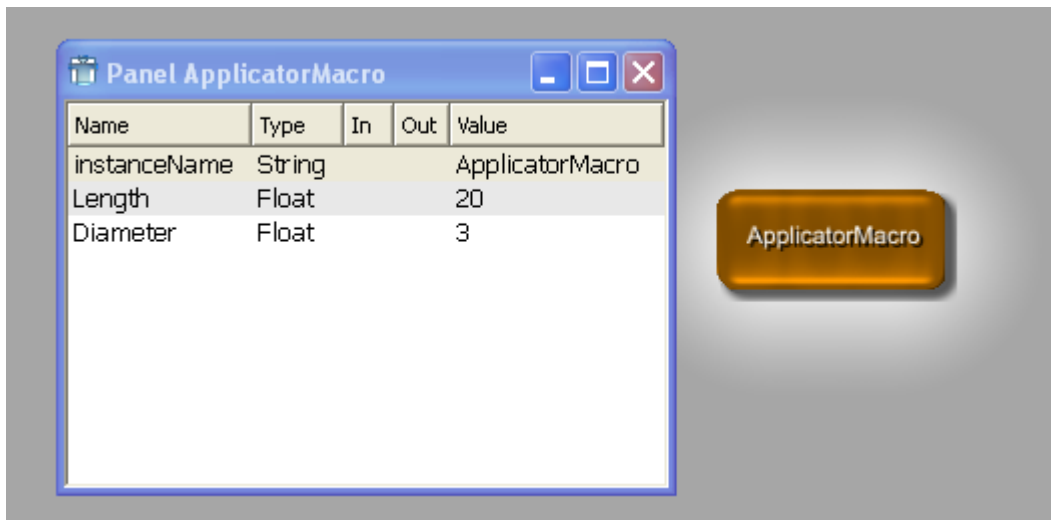 Panel ApplicatorMacro
Name Type In Out Value
instanceName String ApplicatorMacro
Length Float 20
Diameter Float 3
ApplicatorMacro